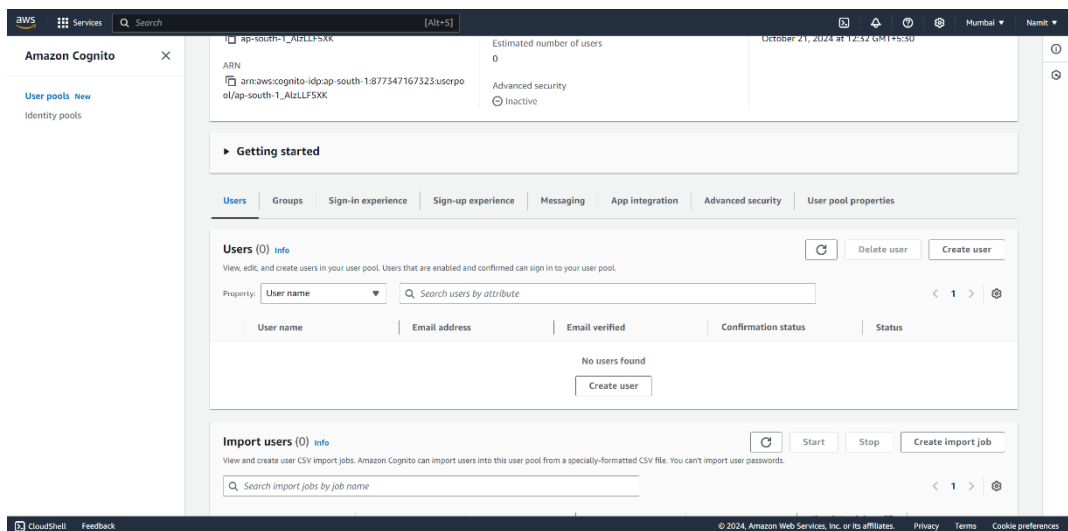 aws Services Search [Alt+S] Mumbai Namit
Amazon Cognito
User pools New
Identity pools
ap-south-1_AlzLLF5XK
ARN
arn:aws:cognito-idp:ap-south-1:877347167323:userpo
ol/ap-south-1_AlzLLF5XK
Estimated number of users
0
Advanced security
Inactive
October 21, 2024 at 12:32 GMT+5:30
Getting started
Users Groups Sign-in experience Sign-up experience Messaging App integration Advanced security User pool properties
Users (0) Info
Delete user Create user
View, edit, and create users in your user pool. Users that are enabled and confirmed can sign in to your user pool.
Property: User name Search users by attribute 1
User name Email address Email verified Confirmation status Status
No users found
Create user
Import users (0) Info
Start Stop Create import job
View and create user CSV import jobs. Amazon Cognito can import users into this user pool from a specially-formatted CSV file. You can't import user passwords.
Search import jobs by job name 1
CloudShell Feedback © 2024, Amazon Web Services, Inc. or its affiliates. Privacy Terms Cookie preferences